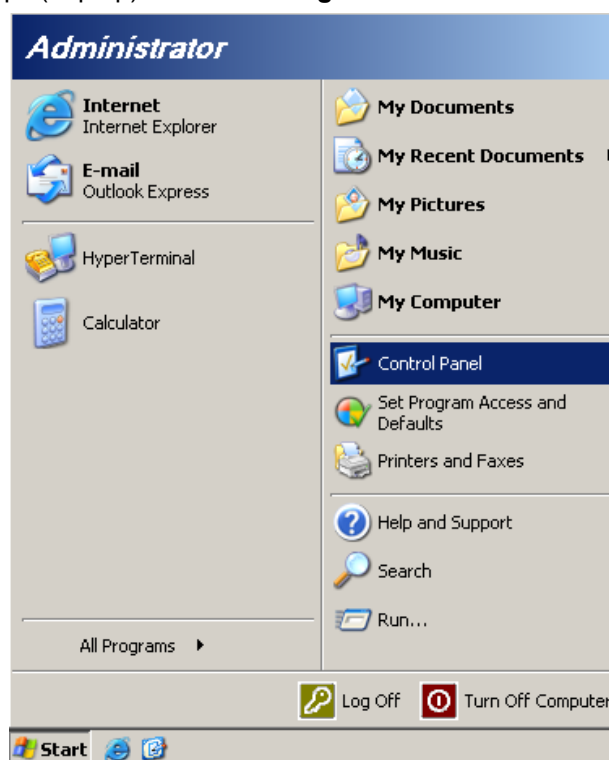 Administrator
Internet
Internet Explorer
E-mail
Outlook Express
HyperTerminal
Calculator
All Programs
My Documents
My Recent Documents
My Pictures
My Music
My Computer
Control Panel
Set Program Access and
Defaults
Printers and Faxes
Help and Support
Search
Run...
Log Off
Turn Off Computer
Start